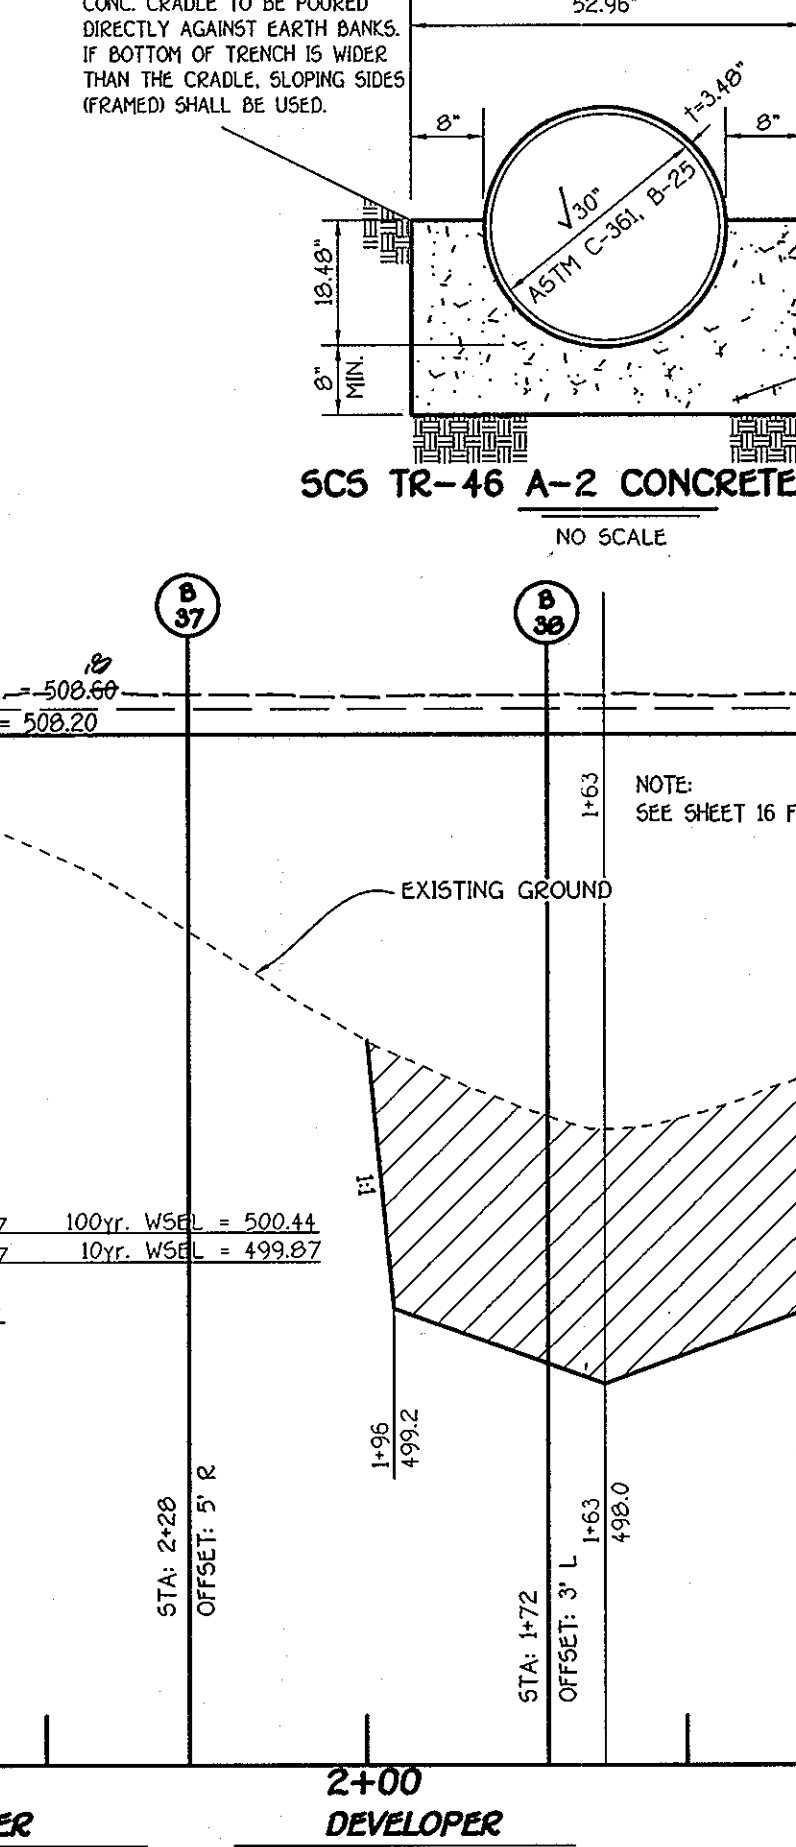 CONC. CRADLE TO BE POURED
DIRECTLY AGAINST EARTH BANKS.
IF BOTTOM OF TRENCH IS WIDER
THAN THE CRADLE, SLOPING SIDES
(FRAMED) SHALL BE USED.
52.96"
8"
t=3.48"
8"
30"
ASTM C-361, B-25
18.48"
8"
MIN.
SCS TR-46 A-2 CONCRETE
NO SCALE
B
37
B
38
.8
= 508.60
= 508.20
1+63
NOTE:
SEE SHEET 16 F
EXISTING GROUND
1:1
7 100yr. WSEL = 500.44
7 10yr. WSEL = 499.87
1+96
499.2
STA: 2+28
OFFSET: 5' R
1+63
498.0
STA: 1+72
OFFSET: 3' L
2+00
ER DEVELOPER